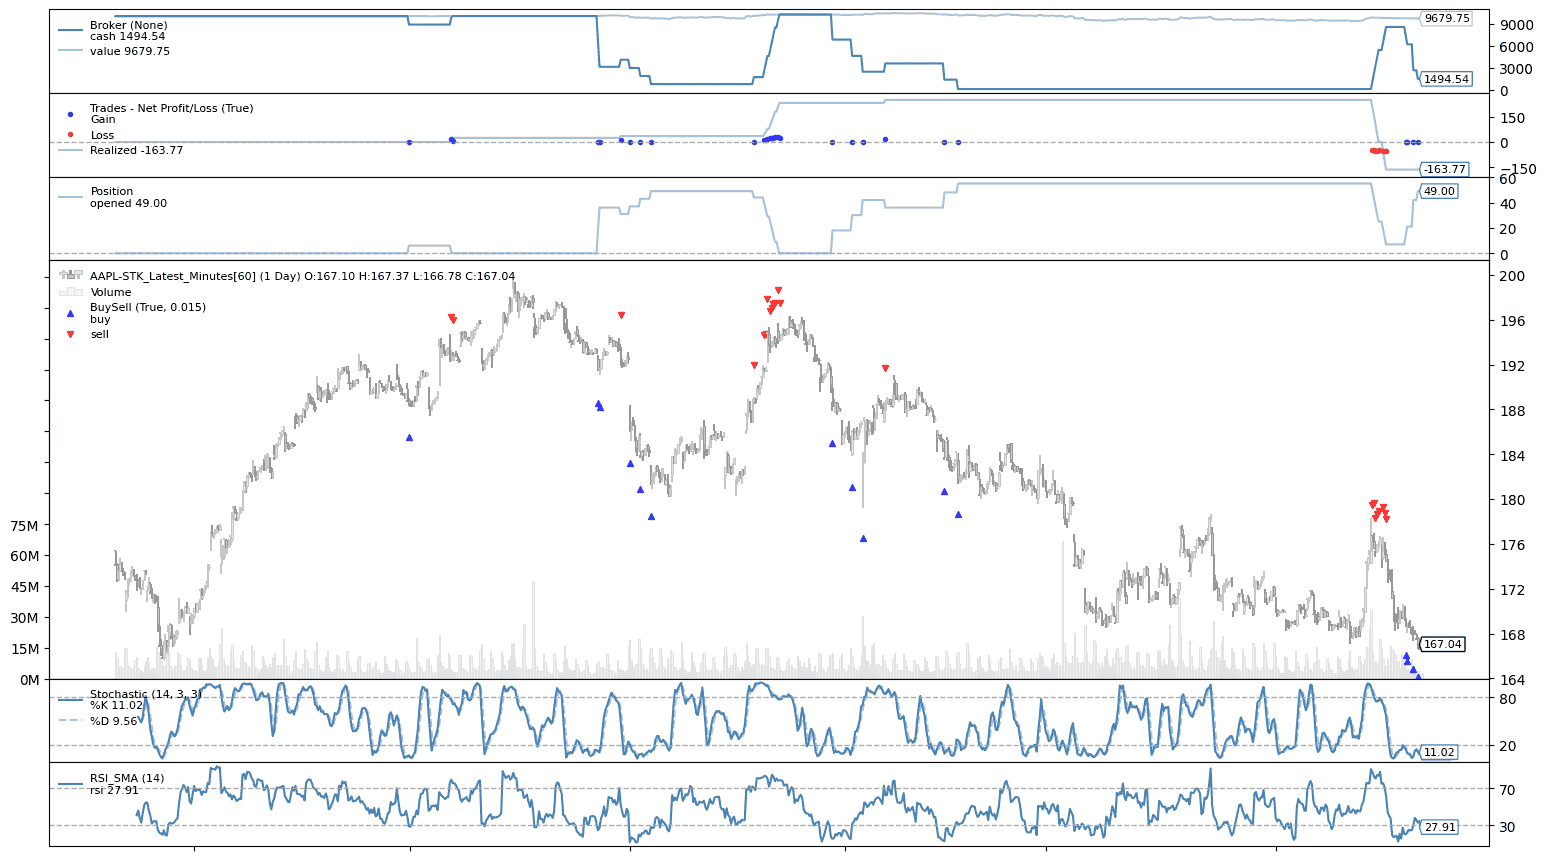 Broker (None)
cash 1494.54
value 9679.75
9679.75
1494.54
9000
6000
3000
0
Trades - Net Profit/Loss (True)
Gain
Loss
Realized -163.77
-163.77
150
0
−150
Position
opened 49.00
49.00
60
40
20
0
AAPL-STK_Latest_Minutes[60] (1 Day) O:167.10 H:167.37 L:166.78 C:167.04
Volume
BuySell (True, 0.015)
buy
sell
200
196
192
188
184
180
176
172
168
164
167.04
75M
60M
45M
30M
15M
0M
Stochastic (14, 3, 3)
%K 11.02
%D 9.56
80
20
11.02
RSI_SMA (14)
rsi 27.91
70
30
27.91